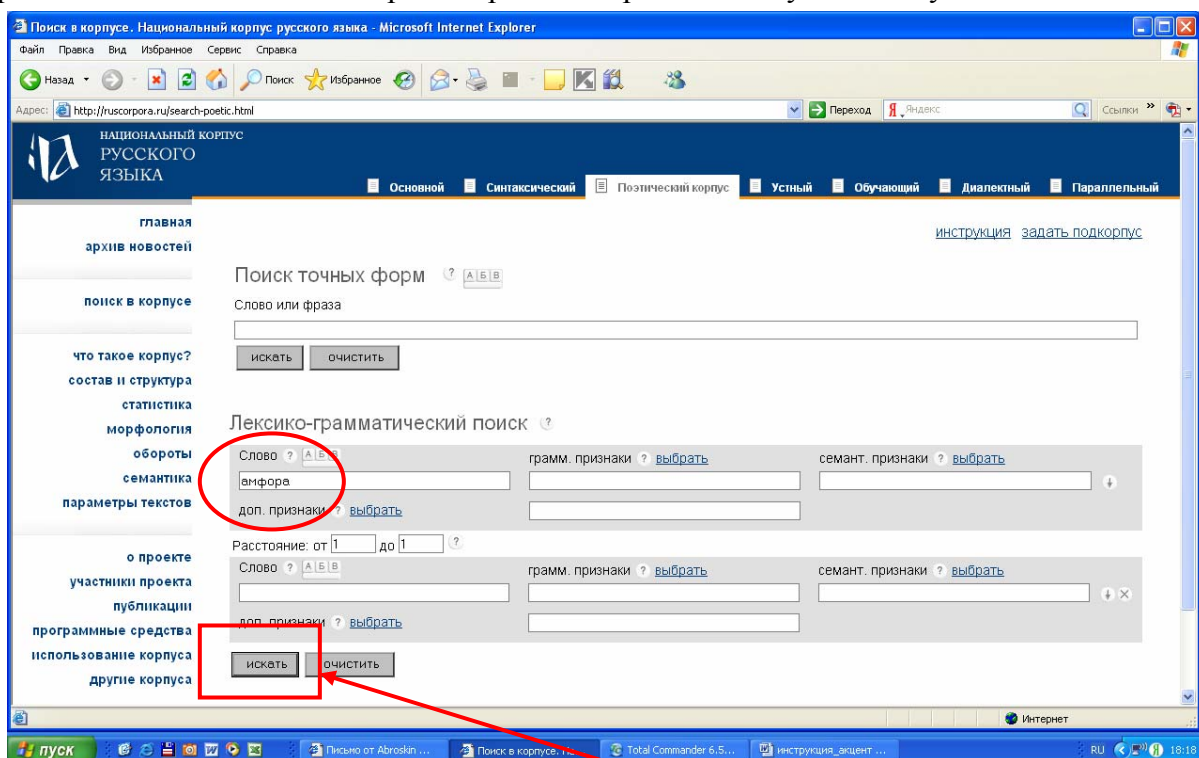 Поиск в корпусе. Национальный корпус русского языка - Microsoft Internet Explorer
Файл Правка Вид Избранное Сервис Справка
Назад Поиск Избранное
Адрес: http://ruscorpora.ru/search-poetic.html Переход Яндекс Ссылки »
НАЦИОНАЛЬНЫЙ КОРПУС
РУССКОГО
ЯЗЫКА
Основной Синтаксический Поэтический корпус Устный Обучающий Диалектный Параллельный
главная
архив новостей
инструкция задать подкорпус
Поиск точных форм ? А Б В
поиск в корпусе
Слово или фраза
что такое корпус?
искать очистить
состав и структура
статистика
морфология
Лексико-грамматический поиск ?
обороты
Слово ? А Б В грамм. признаки ? выбрать семант. признаки ? выбрать
семантика
амфора
параметры текстов
доп. признаки ? выбрать
Расстояние: от 1 до 1 ?
о проекте
Слово ? А Б В грамм. признаки ? выбрать семант. признаки ? выбрать
участники проекта
публикации
доп. признаки ? выбрать
программные средства
использование корпуса
искать очистить
другие корпуса
Интернет
пуск Письмо от Abroskin ... Поиск в корпусе. На... Total Commander 6.5... инструкция_акцент ... RU 18:18